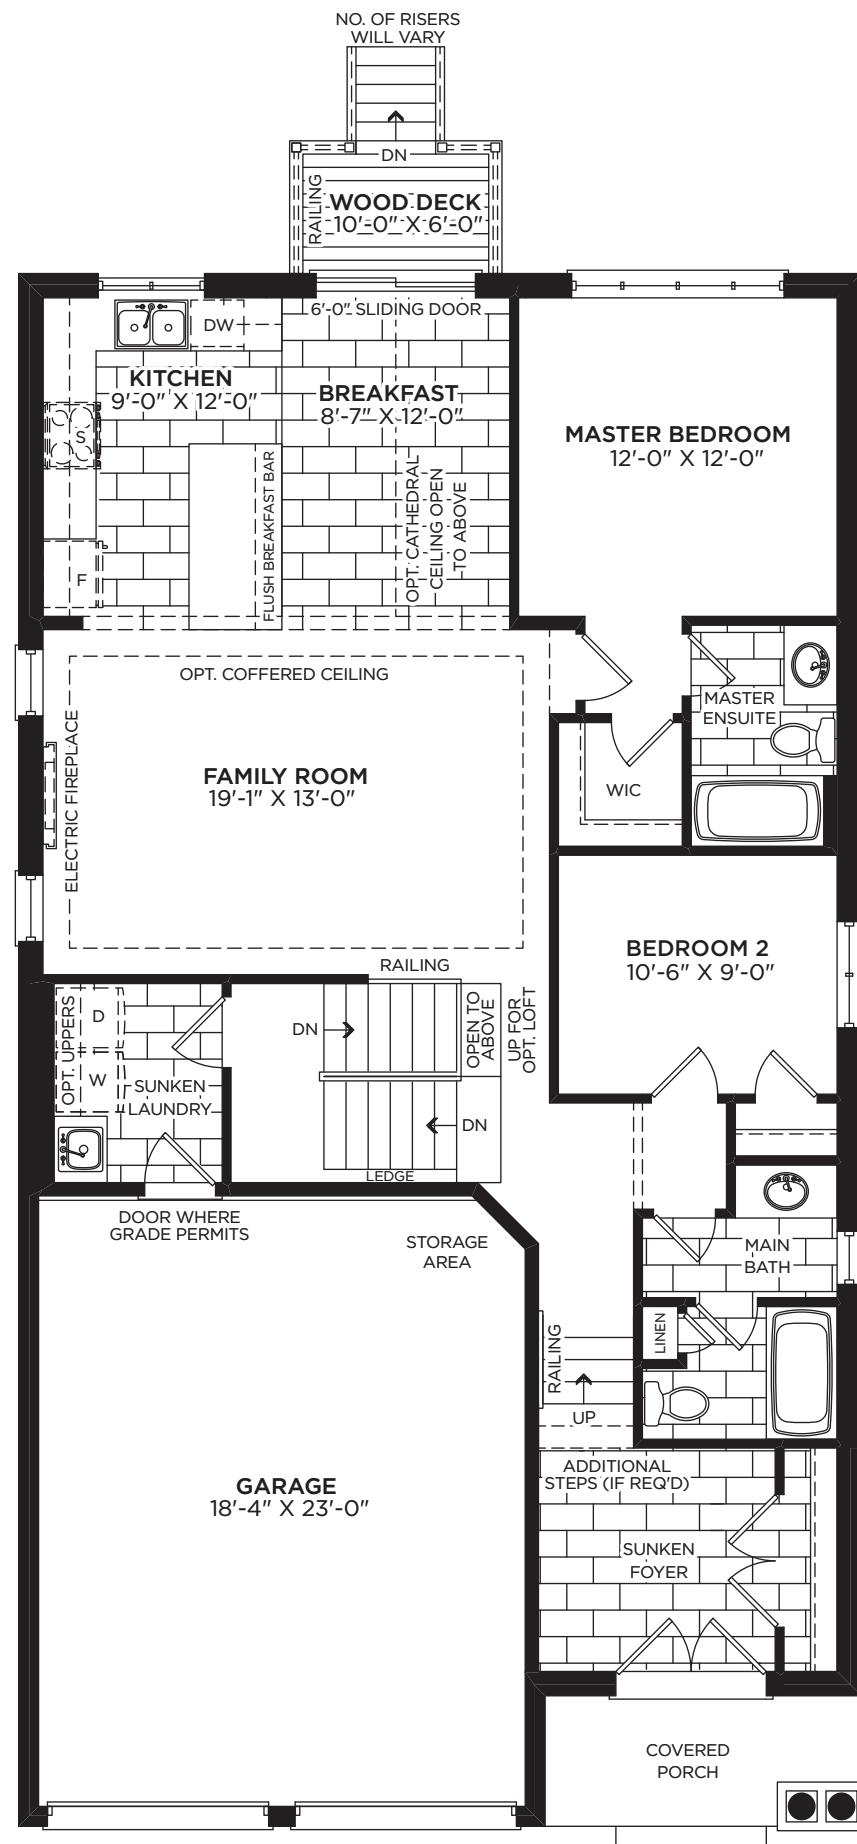 NO. OF RISERS
WILL VARY
DN
RAILING
WOOD DECK
10'-0" X 6'-0"
6'-0" SLIDING DOOR
DW
KITCHEN
9'-0" X 12'-0"
BREAKFAST
8'-7" X 12'-0"
S
F
FLUSH BREAKFAST BAR
OPT. CATHEDRAL
CEILING OPEN
TO ABOVE
MASTER BEDROOM
12'-0" X 12'-0"
OPT. COFFERED CEILING
MASTER
ENSUITE
ELECTRIC FIREPLACE
FAMILY ROOM
19'-1" X 13'-0"
WIC
BEDROOM 2
10'-6" X 9'-0"
RAILING
OPT. UPPERS
D
W
SUNKEN
LAUNDRY
DN
OPEN TO
ABOVE
UP FOR
OPT. LOFT
DN
LEDGE
DOOR WHERE
GRADE PERMITS
STORAGE
AREA
MAIN
BATH
LINEN
RAILING
UP
ADDITIONAL
STEPS (IF REQ'D)
GARAGE
18'-4" X 23'-0"
SUNKEN
FOYER
COVERED
PORCH